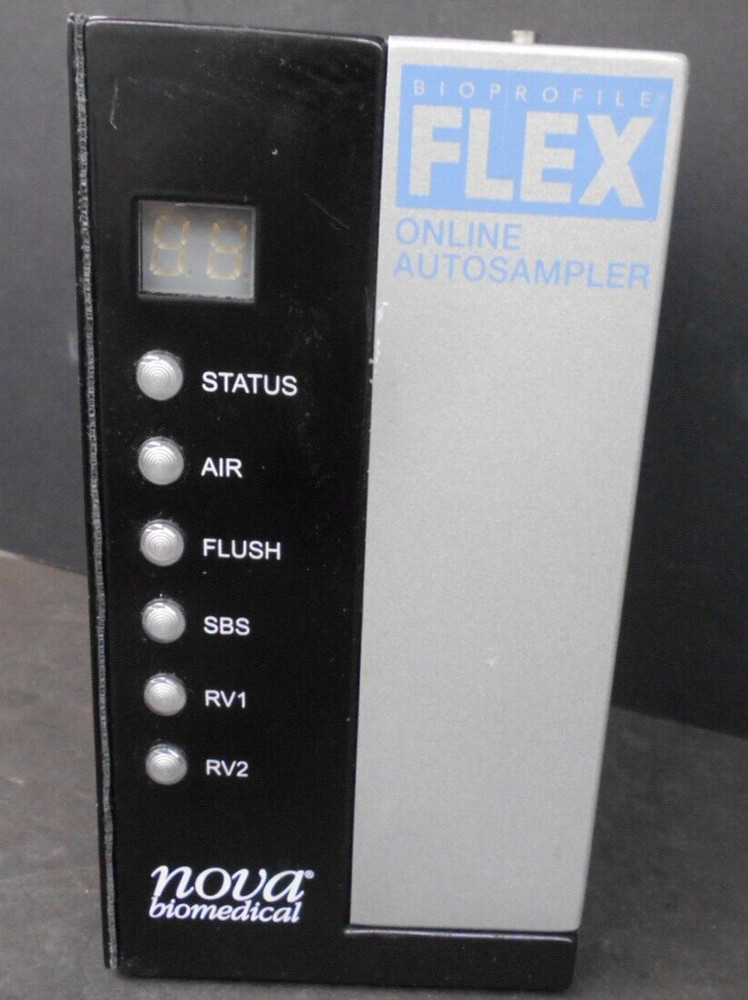 BIOPROFILE®
FLEX
ONLINE
AUTOSAMPLER
STATUS
AIR
FLUSH
SBS
RV1
RV2
nova®
biomedical